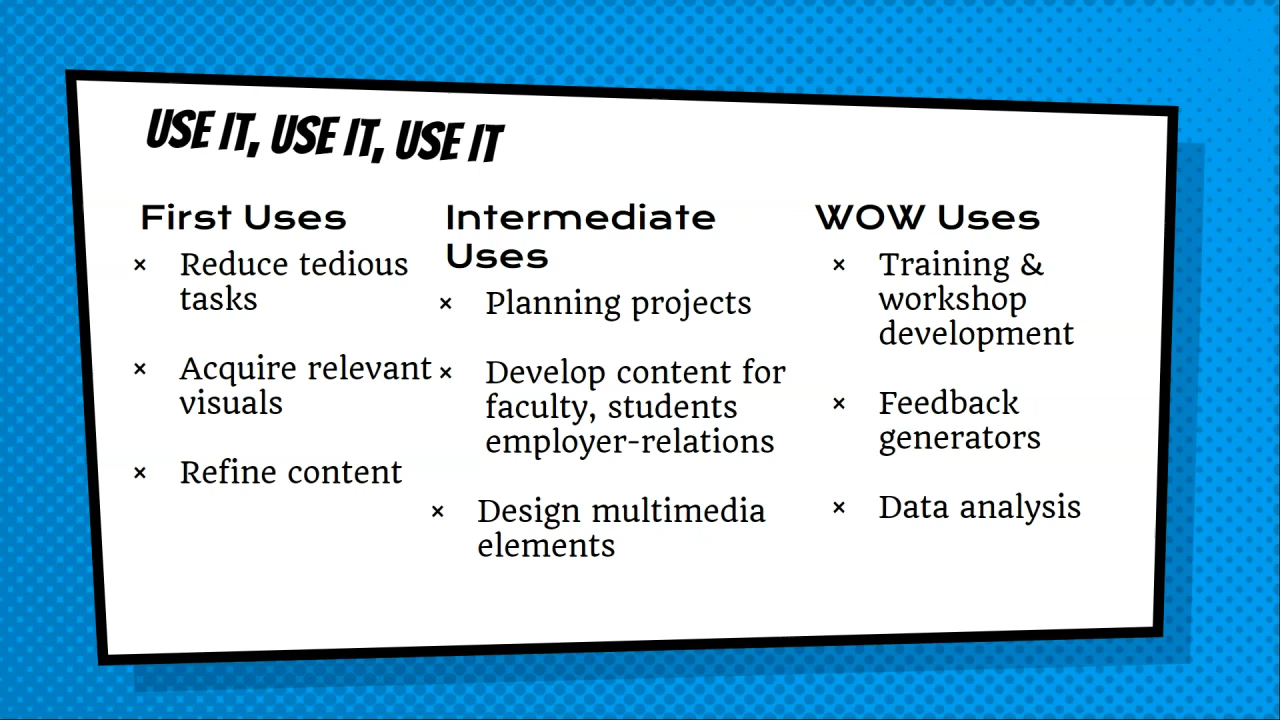 USE IT, USE IT, USE IT
First Uses
× Reduce tedious
tasks
× Acquire relevant
visuals
× Refine content
Intermediate
Uses
× Planning projects
× Develop content for
faculty, students
employer-relations
× Design multimedia
elements
WOW Uses
× Training &
workshop
development
× Feedback
generators
× Data analysis